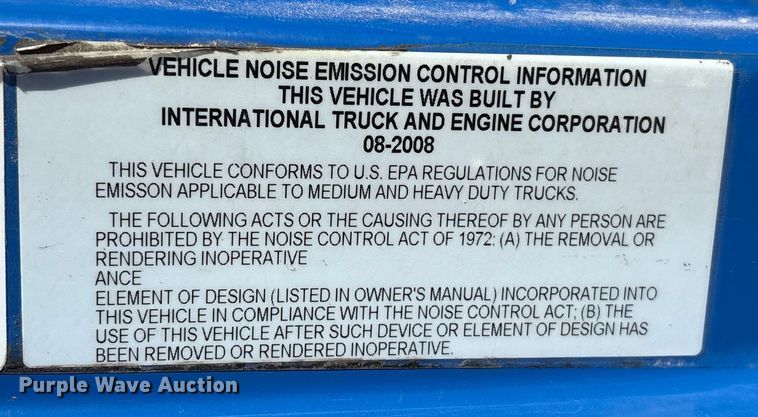 VEHICLE NOISE EMISSION CONTROL INFORMATION
THIS VEHICLE WAS BUILT BY
INTERNATIONAL TRUCK AND ENGINE CORPORATION
08-2008
THIS VEHICLE CONFORMS TO U.S. EPA REGULATIONS FOR NOISE
EMISSON APPLICABLE TO MEDIUM AND HEAVY DUTY TRUCKS.
THE FOLLOWING ACTS OR THE CAUSING THEREOF BY ANY PERSON ARE
PROHIBITED BY THE NOISE CONTROL ACT OF 1972: (A) THE REMOVAL OR
RENDERING INOPERATIVE
ANCE
ELEMENT OF DESIGN (LISTED IN OWNER'S MANUAL) INCORPORATED INTO
THIS VEHICLE IN COMPLIANCE WITH THE NOISE CONTROL ACT; (B) THE
USE OF THIS VEHICLE AFTER SUCH DEVICE OR ELEMENT OF DESIGN HAS
BEEN REMOVED OR RENDERED INOPERATIVE.
Purple Wave Auction